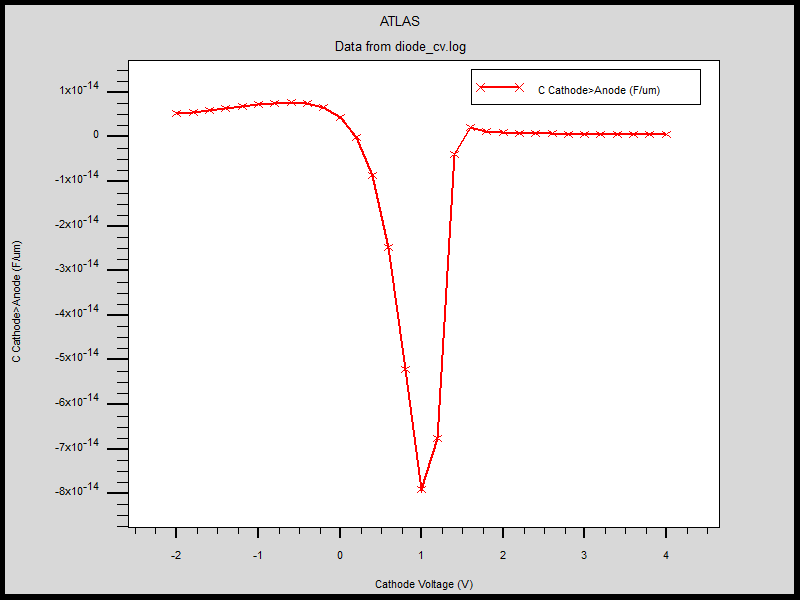 ATLAS
Data from diode_cv.log
C Cathode>Anode (F/um)
1x10^-14
0
-1x10^-14
-2x10^-14
-3x10^-14
-4x10^-14
-5x10^-14
-6x10^-14
-7x10^-14
-8x10^-14
C Cathode>Anode (F/um)
-2 -1 0 1 2 3 4
Cathode Voltage (V)